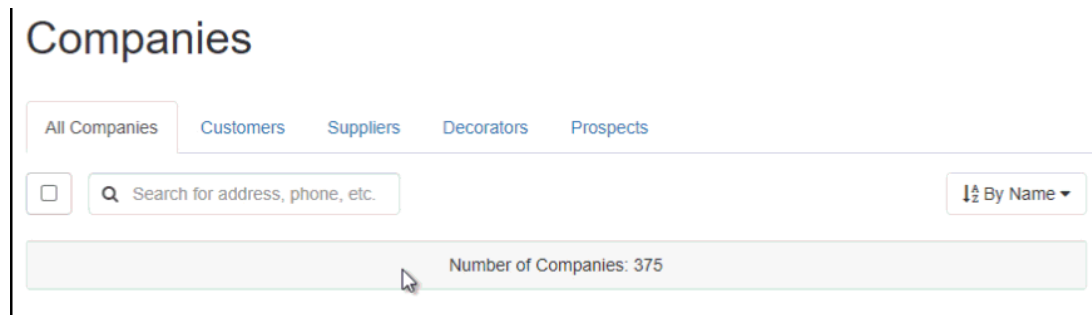 Companies
All Companies Customers Suppliers Decorators Prospects
Search for address, phone, etc. By Name
Number of Companies: 375